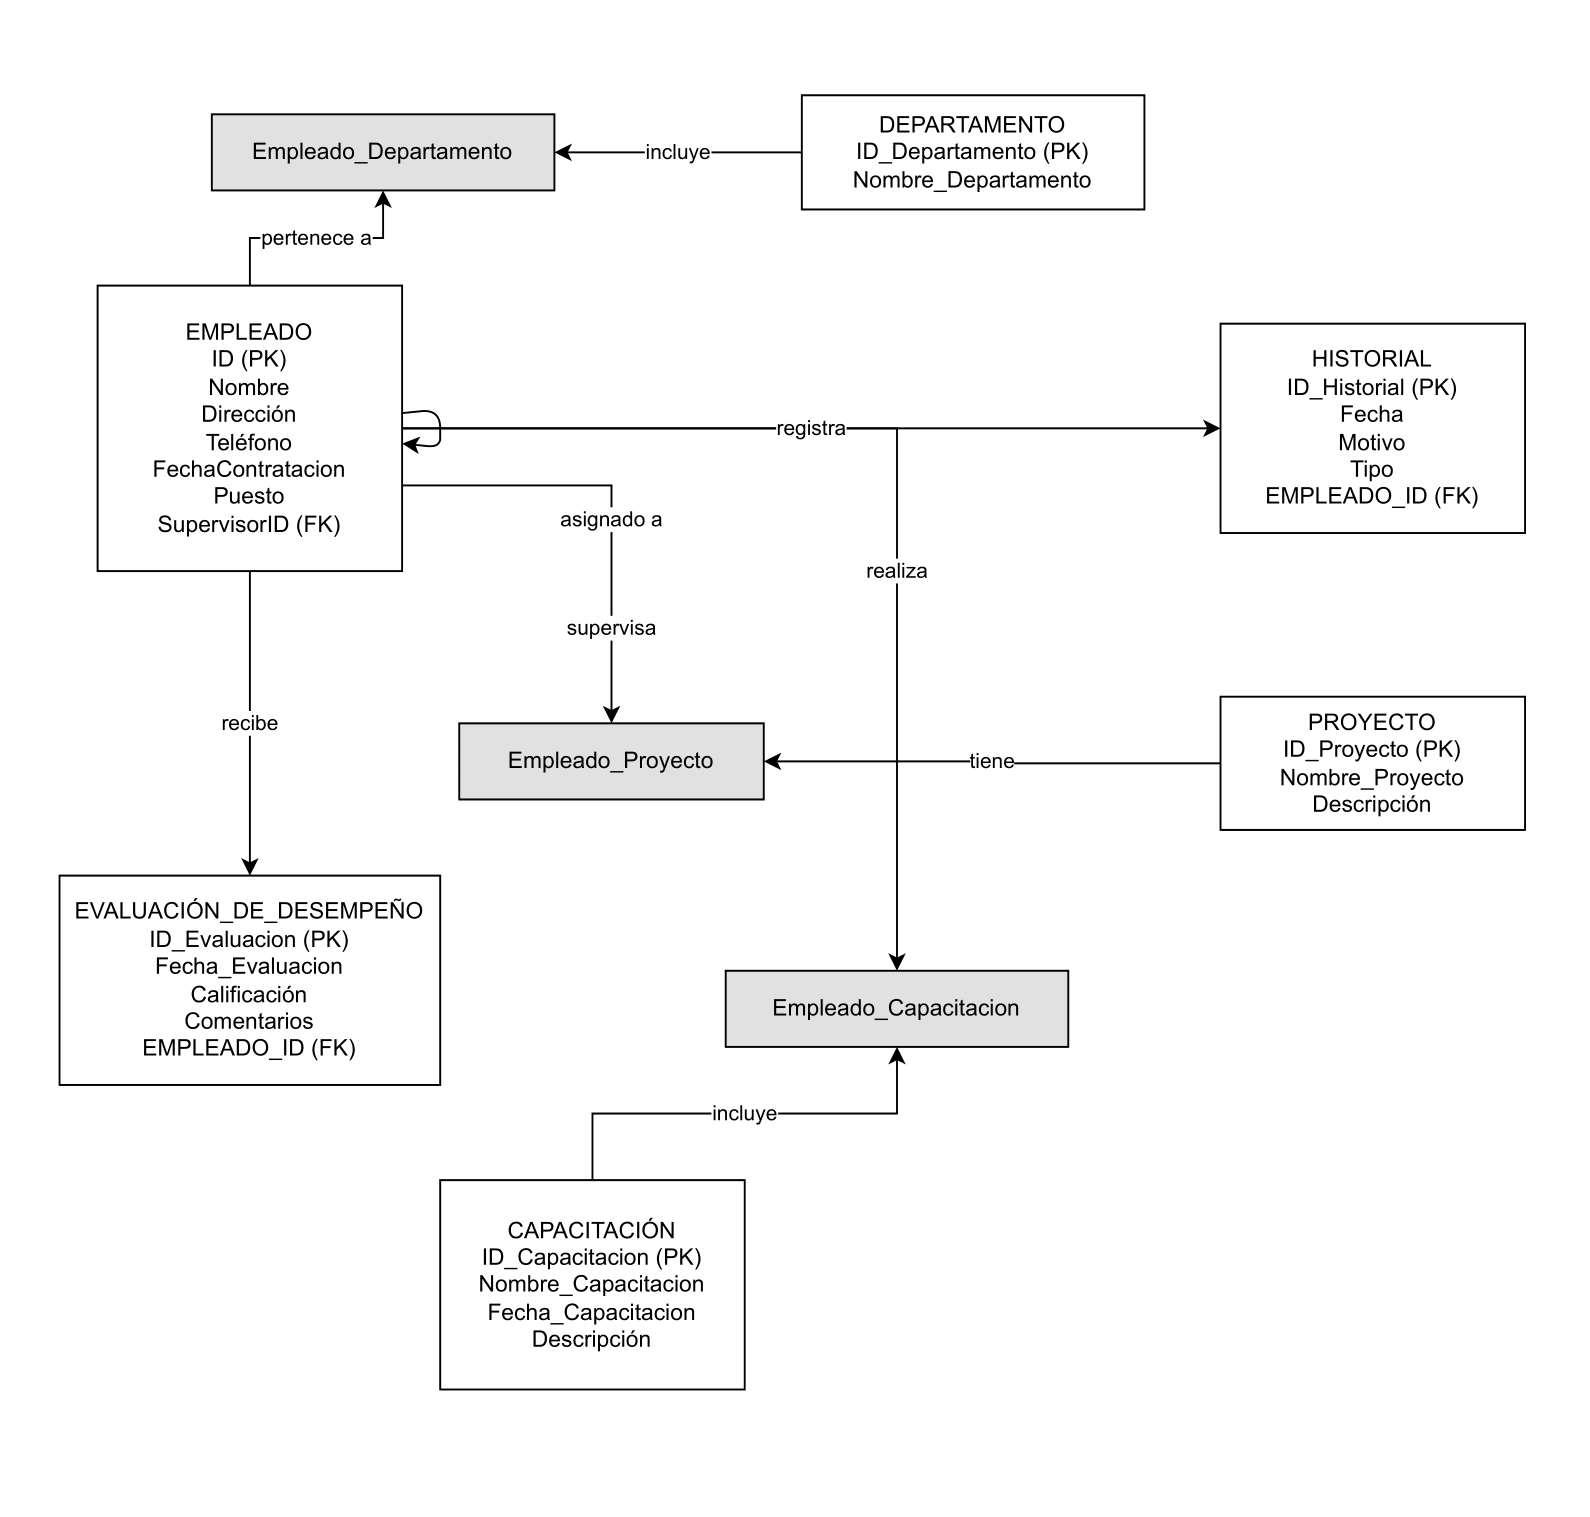 Empleado_Departamento
incluye
DEPARTAMENTO
ID_Departamento (PK)
Nombre_Departamento
pertenece a
EMPLEADO
ID (PK)
Nombre
Dirección
Teléfono
FechaContratacion
Puesto
SupervisorID (FK)
registra
HISTORIAL
ID_Historial (PK)
Fecha
Motivo
Tipo
EMPLEADO_ID (FK)
asignado a
realiza
supervisa
recibe
Empleado_Proyecto
tiene
PROYECTO
ID_Proyecto (PK)
Nombre_Proyecto
Descripción
EVALUACIÓN_DE_DESEMPEÑO
ID_Evaluacion (PK)
Fecha_Evaluacion
Calificación
Comentarios
EMPLEADO_ID (FK)
Empleado_Capacitacion
incluye
CAPACITACIÓN
ID_Capacitacion (PK)
Nombre_Capacitacion
Fecha_Capacitacion
Descripción